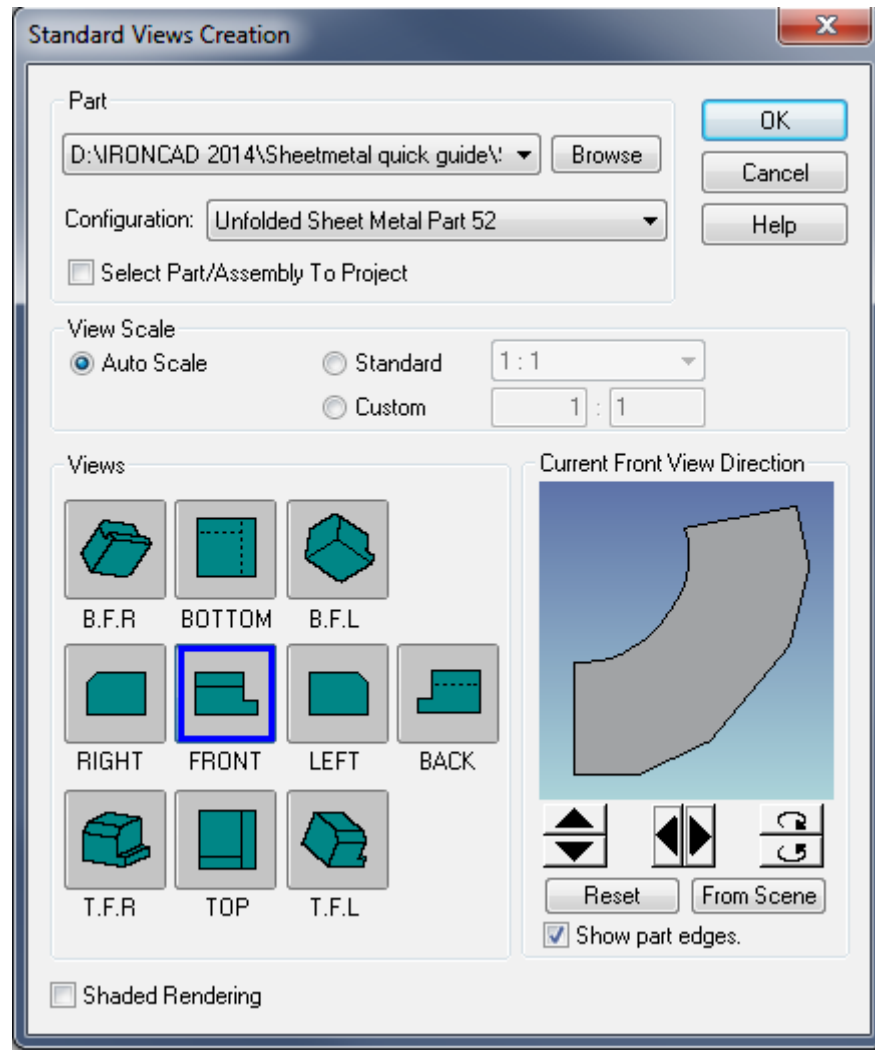 Standard Views Creation
Part
D:\IRONCAD 2014\Sheetmetal quick guide\
Browse
Configuration: Unfolded Sheet Metal Part 52
Select Part/Assembly To Project
OK
Cancel
Help
View Scale
Auto Scale
Standard
1 : 1
Custom
1 : 1
Views
B.F.R
BOTTOM
B.F.L
RIGHT
FRONT
LEFT
BACK
T.F.R
TOP
T.F.L
Current Front View Direction
Reset
From Scene
Show part edges.
Shaded Rendering